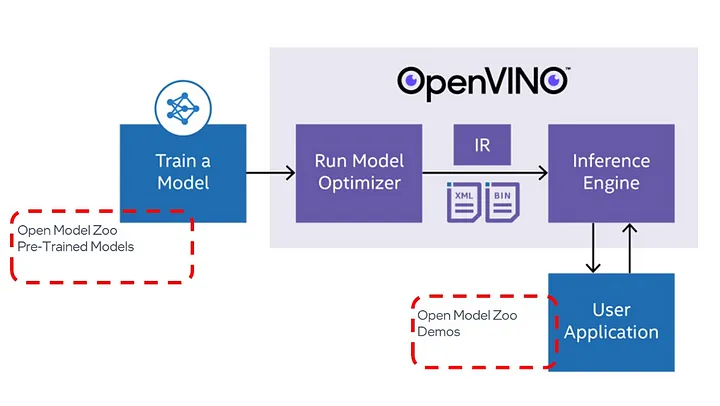 OpenVINO™
Train a
Model
Run Model
Optimizer
IR
XML
BIN
Inference
Engine
Open Model Zoo
Pre-Trained Models
Open Model Zoo
Demos
User
Application